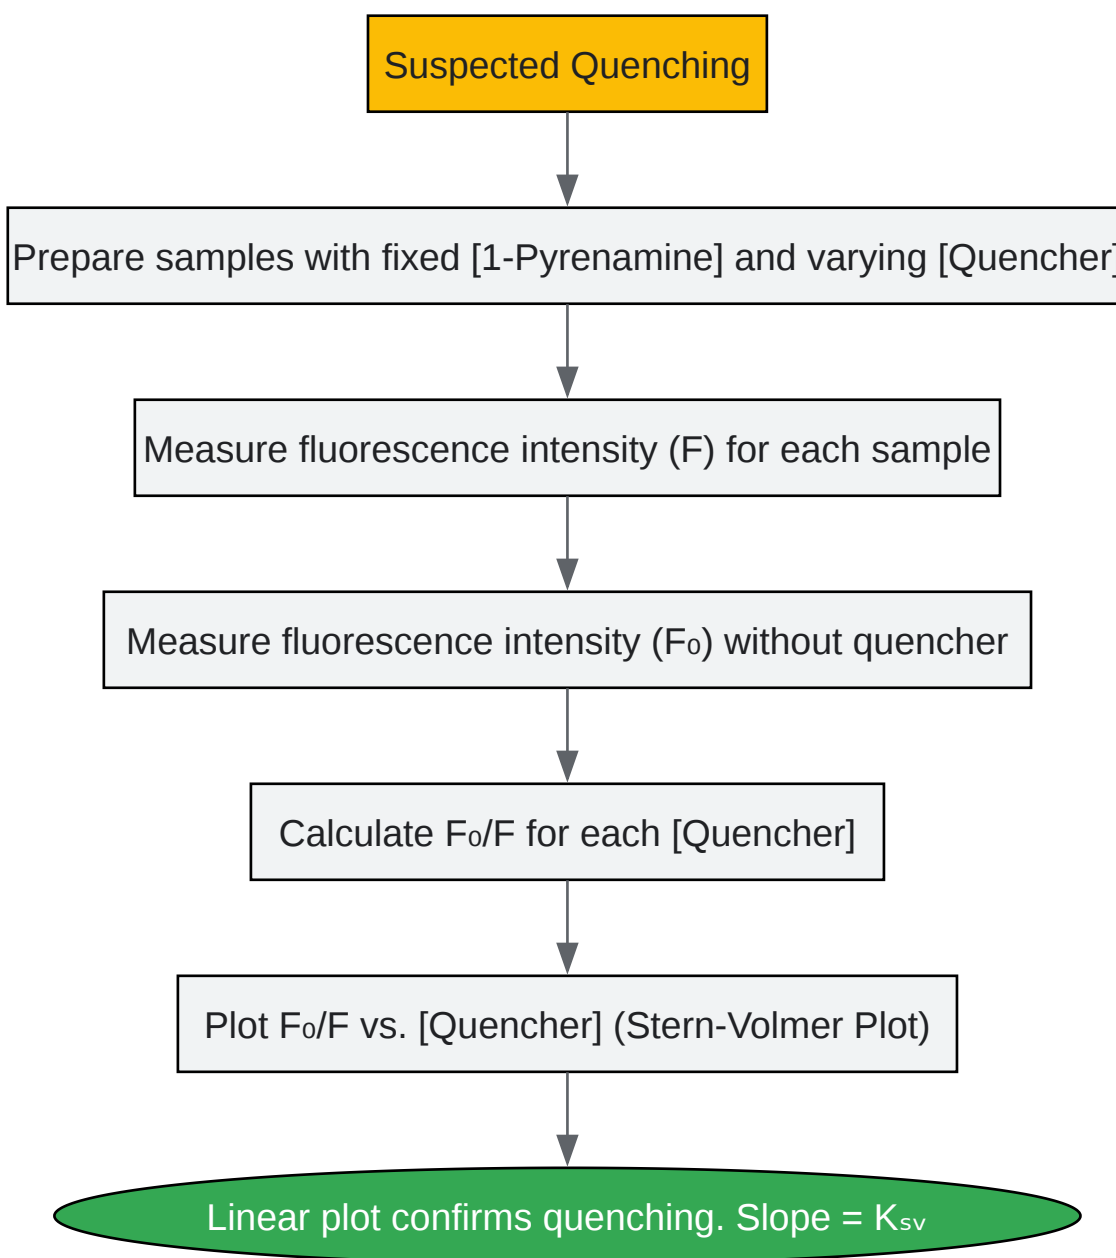 Suspected Quenching
Prepare samples with fixed [1-Pyrenamine] and varying [Quencher]
Measure fluorescence intensity (F) for each sample
Measure fluorescence intensity (F₀) without quencher
Calculate F₀/F for each [Quencher]
Plot F₀/F vs. [Quencher] (Stern-Volmer Plot)
Linear plot confirms quenching. Slope = Kₛᵥ